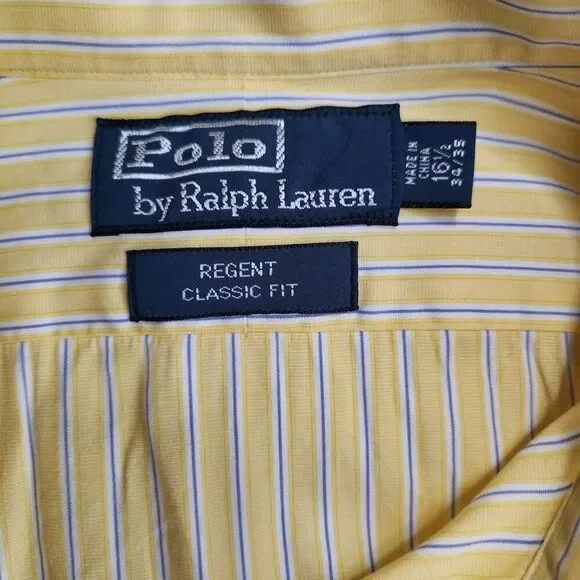 Polo
by Ralph Lauren
MADE IN
CHINA
16½
34/35
REGENT
CLASSIC FIT